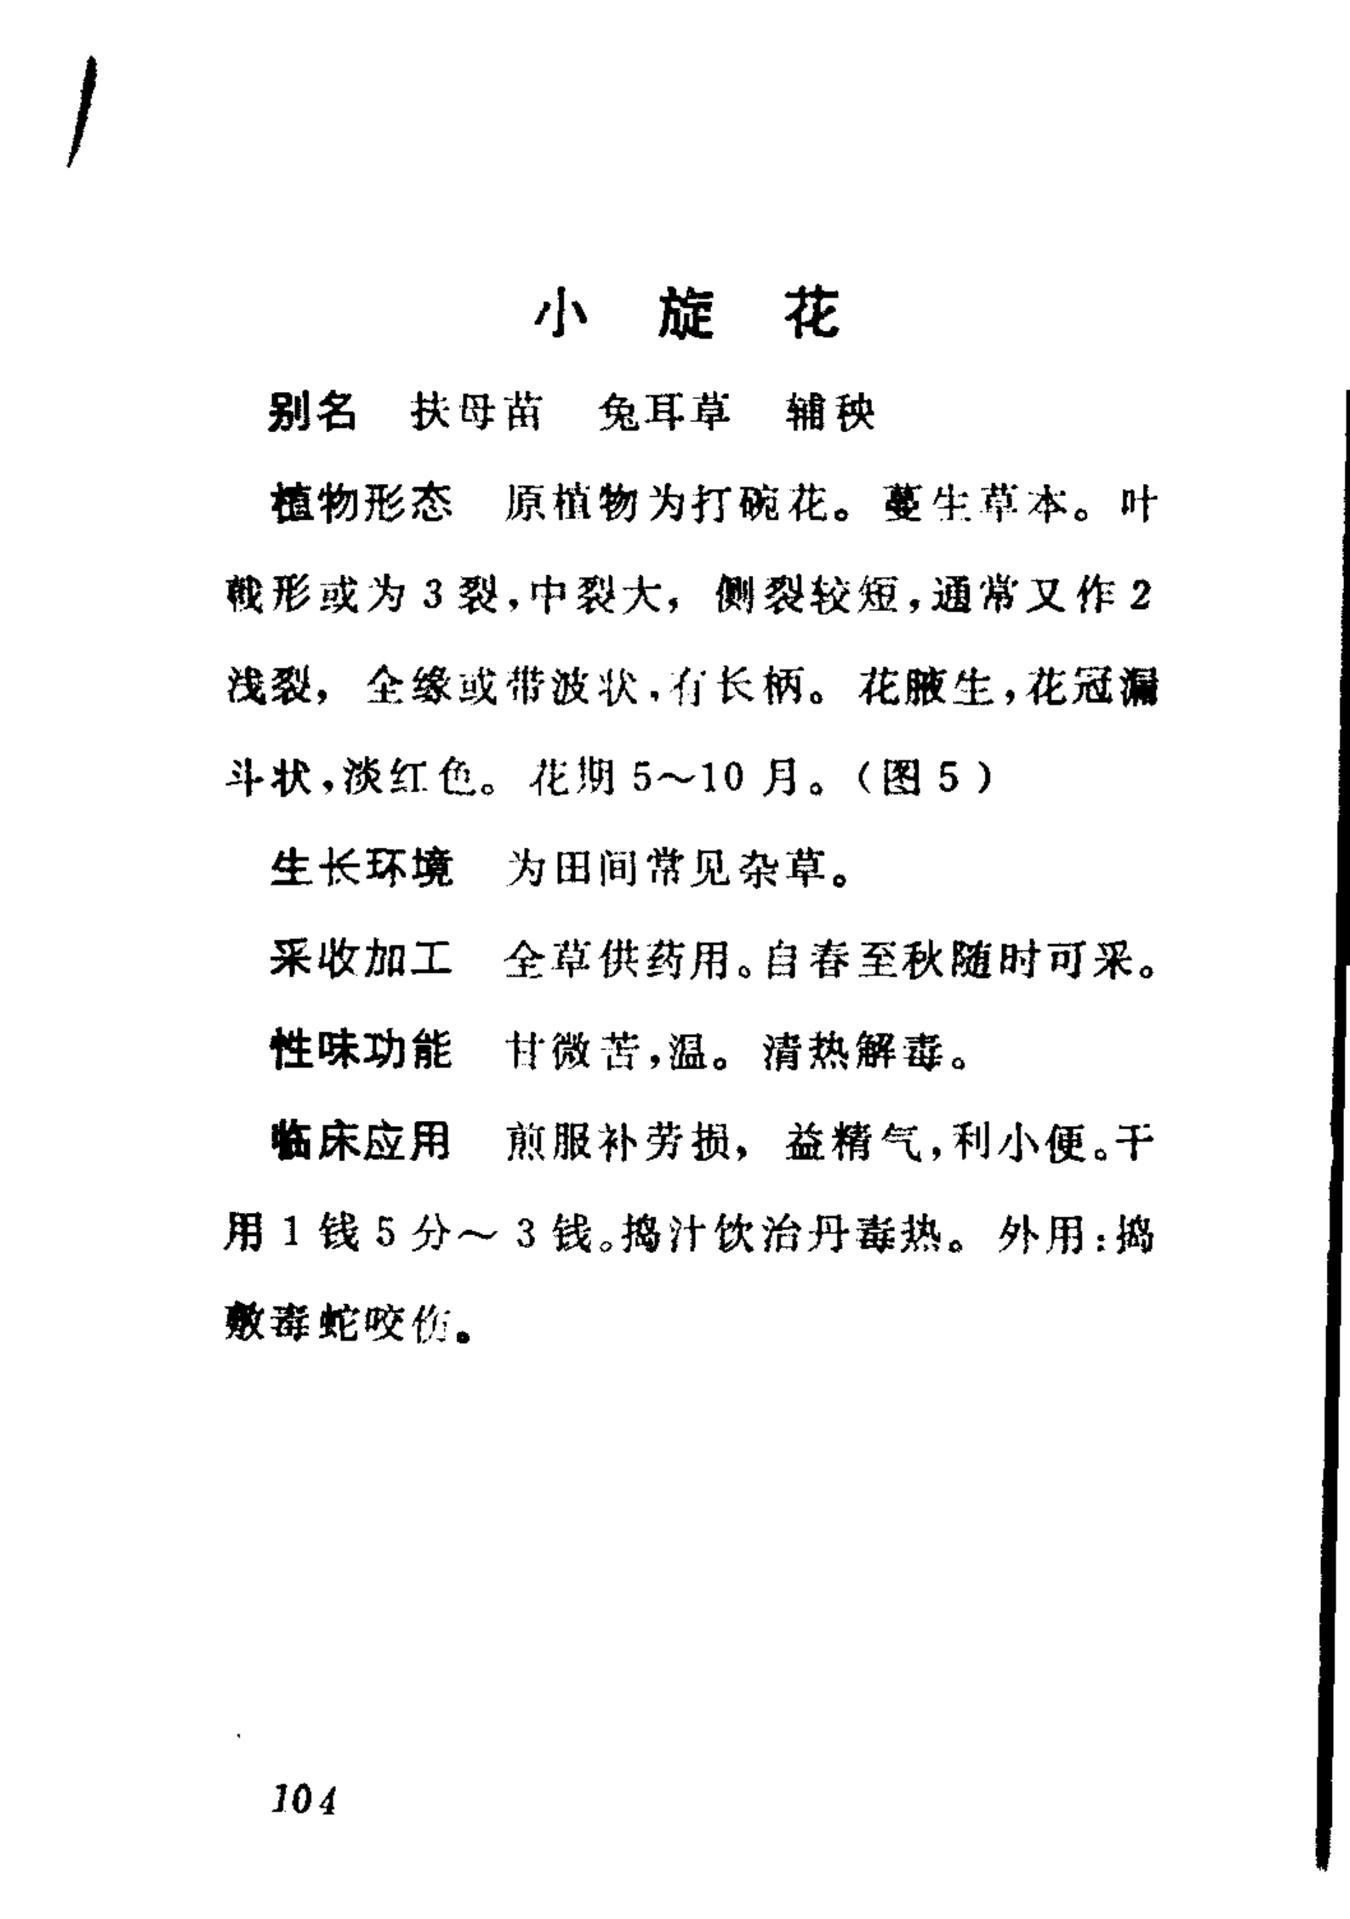 小 旋 花
别名 扶母苗 兔耳草 辅秧
植物形态 原植物为打碗花。蔓生草本。叶
戟形或为3裂,中裂大,侧裂较短,通常又作2
浅裂,全缘或带波状,有长柄。花腋生,花冠漏
斗状,淡红色。花期5～10月。(图5)
生长环境 为田间常见杂草。
采收加工 全草供药用。自春至秋随时可采。
性味功能 甘微苦,温。清热解毒。
临床应用 煎服补劳损,益精气,利小便。干
用1钱5分～3钱。捣汁饮治丹毒热。外用:捣
敷毒蛇咬伤。
104